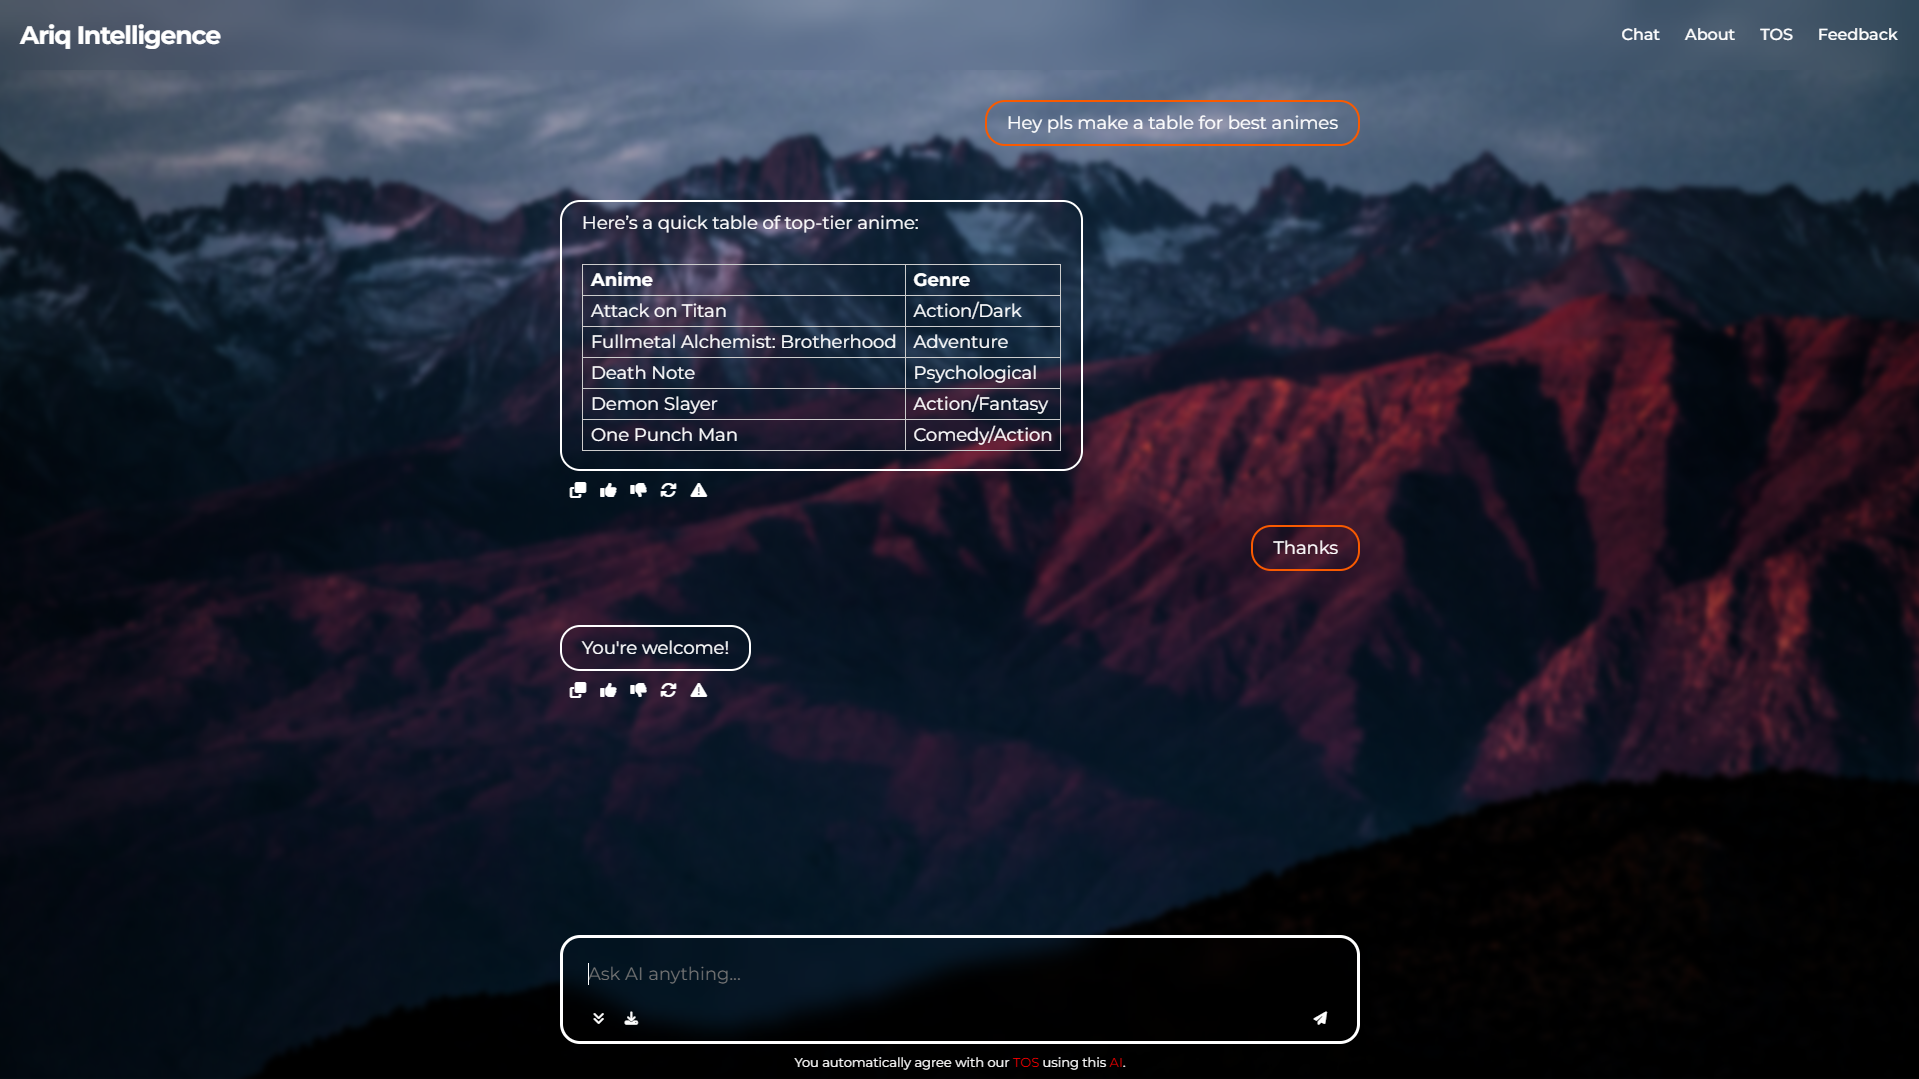 Ariq Intelligence
Chat About TOS Feedback
Hey pls make a table for best animes
Here’s a quick table of top-tier anime:
Anime Genre
Attack on Titan Action/Dark
Fullmetal Alchemist: Brotherhood Adventure
Death Note Psychological
Demon Slayer Action/Fantasy
One Punch Man Comedy/Action
Thanks
You're welcome!
Ask AI anything...
You automatically agree with our TOS using this AI.